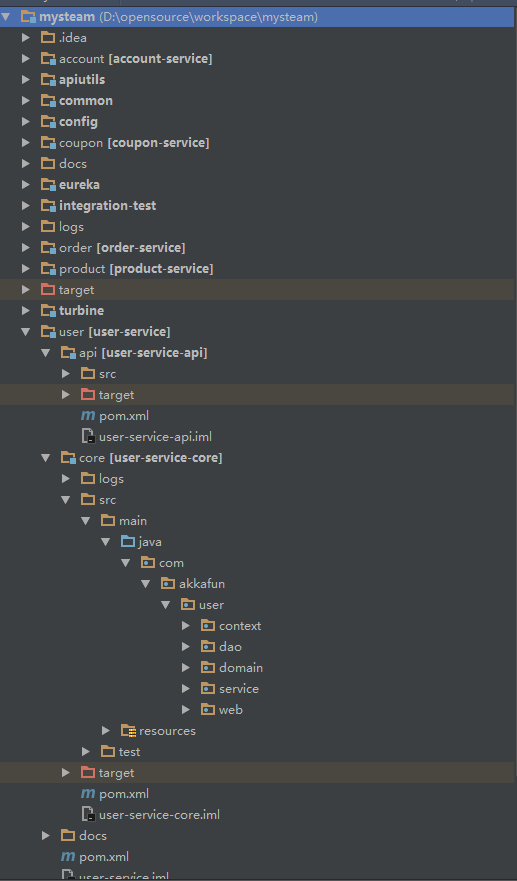 mysteam (D:\opensource\workspace\mysteam)
.idea
account [account-service]
apiutils
common
config
coupon [coupon-service]
docs
eureka
integration-test
logs
order [order-service]
product [product-service]
target
turbine
user [user-service]
api [user-service-api]
src
target
pom.xml
user-service-api.iml
core [user-service-core]
logs
src
main
java
com
akkafun
user
context
dao
domain
service
web
resources
test
target
pom.xml
user-service-core.iml
docs
pom.xml
user-service.iml